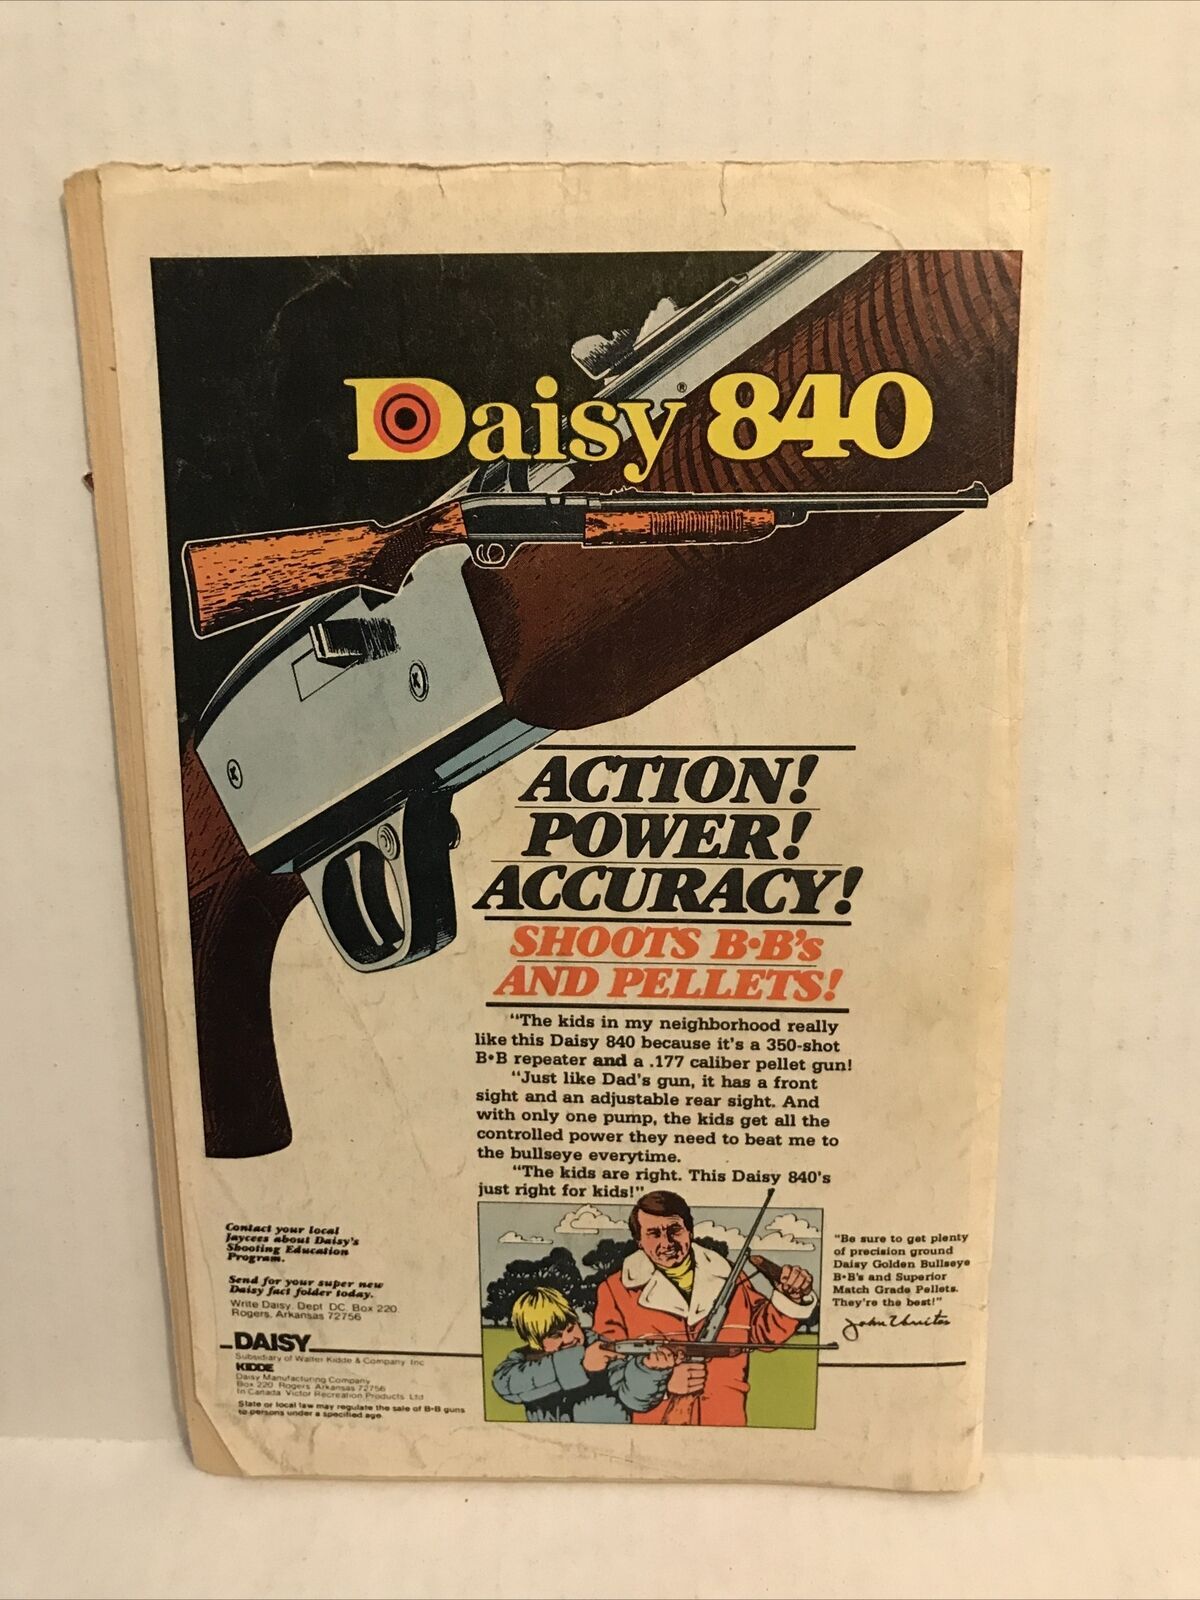 Daisy® 840
ACTION!
POWER!
ACCURACY!
SHOOTS B•B's
AND PELLETS!
"The kids in my neighborhood really
like this Daisy 840 because it's a 350-shot
B•B repeater and a .177 caliber pellet gun!
"Just like Dad's gun, it has a front
sight and an adjustable rear sight. And
with only one pump, the kids get all the
controlled power they need to beat me to
the bullseye everytime.
"The kids are right. This Daisy 840's
just right for kids!"
Contact your local
Jaycees about Daisy's
Shooting Education
Program.
Send for your super new
Daisy fact folder today.
Write Daisy, Dept DC, Box 220,
Rogers, Arkansas 72756
DAISY
Subsidiary of Walter Kidde & Company Inc
KIDDE
Daisy Manufacturing Company
Box 220 Rogers Arkansas 72756
In Canada Victor Recreation Products Ltd
State or local law may regulate the sale of B•B guns
to persons under a specified age.
"Be sure to get plenty
of precision ground
Daisy Golden Bullseye
B•B's and Superior
Match Grade Pellets.
They're the best!"